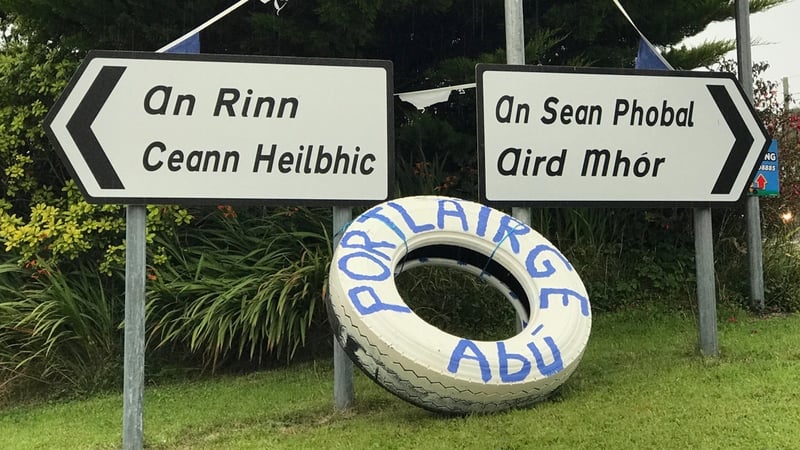 An Rinn
Ceann Heilbhic
An Sean Phobal
Aird Mhór
PORTLAIRGE
ABÚ